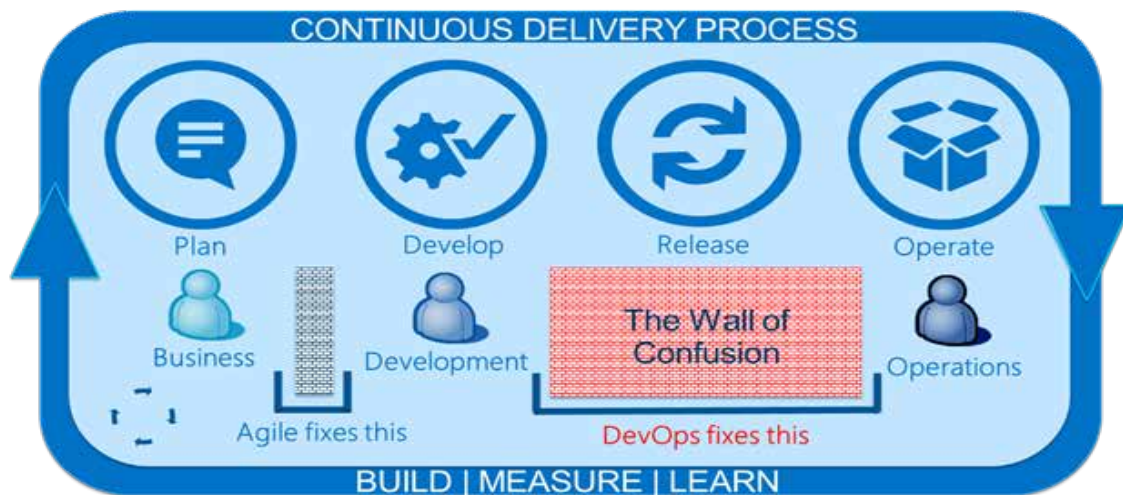 CONTINUOUS DELIVERY PROCESS
Plan
Develop
Release
Operate
Business
Development
The Wall of
Confusion
Operations
Agile fixes this
DevOps fixes this
BUILD | MEASURE | LEARN